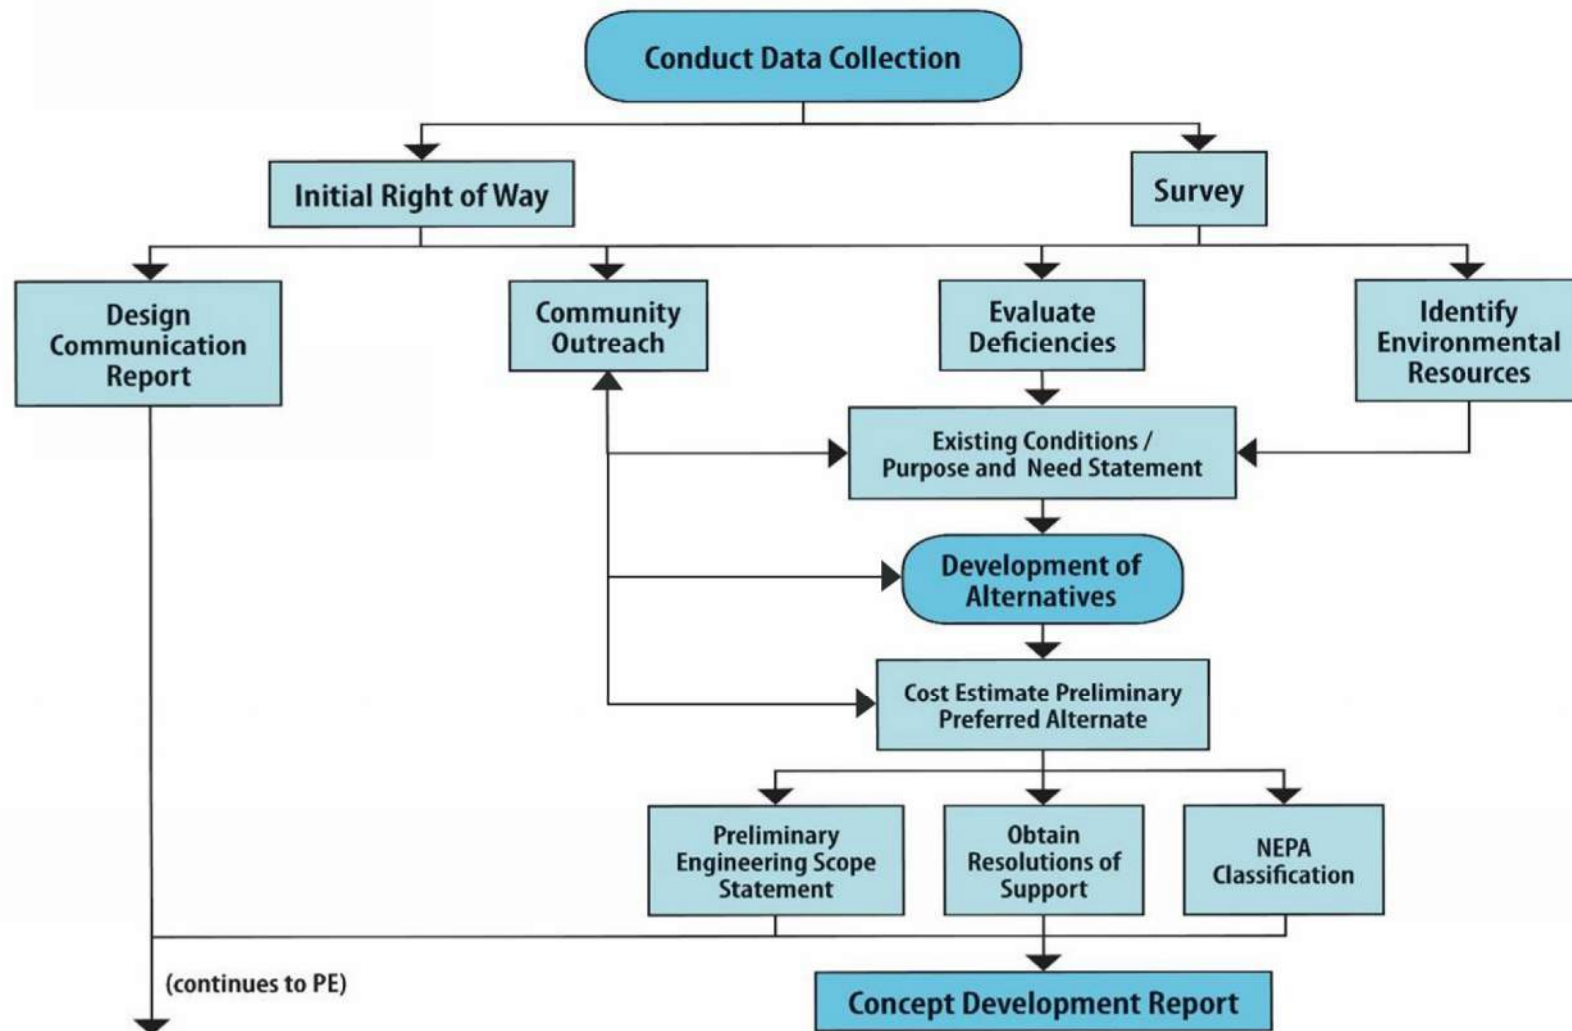 Conduct Data Collection
Initial Right of Way
Survey
Design
Communication
Report
Community
Outreach
Evaluate
Deficiencies
Identify
Environmental
Resources
Existing Conditions /
Purpose and Need Statement
Development of
Alternatives
Cost Estimate Preliminary
Preferred Alternate
Preliminary
Engineering Scope
Statement
Obtain
Resolutions of
Support
NEPA
Classification
(continues to PE)
Concept Development Report